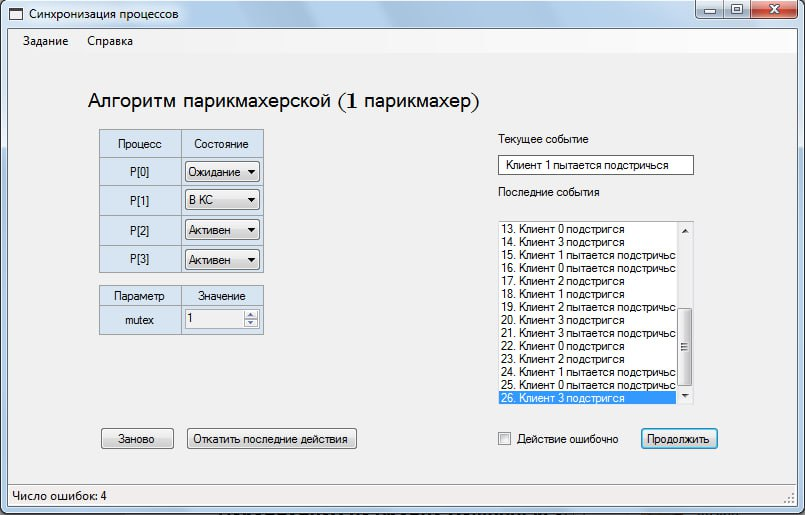 Синхронизация процессов
Задание Справка
Алгоритм парикмахерской (1 парикмахер)
Процесс Состояние
P[0] Ожидание
P[1] В КС
P[2] Активен
P[3] Активен
Параметр Значение
mutex 1
Текущее событие
Клиент 1 пытается подстричься
Последние события
13. Клиент 0 подстригся
14. Клиент 3 подстригся
15. Клиент 1 пытается подстричьс
16. Клиент 0 пытается подстричьс
17. Клиент 2 подстригся
18. Клиент 1 подстригся
19. Клиент 2 пытается подстричьс
20. Клиент 3 подстригся
21. Клиент 3 пытается подстричьс
22. Клиент 0 подстригся
23. Клиент 2 подстригся
24. Клиент 1 пытается подстричьс
25. Клиент 0 пытается подстричьс
26. Клиент 3 подстригся
Заново Откатить последние действия
Действие ошибочно Продолжить
Число ошибок: 4